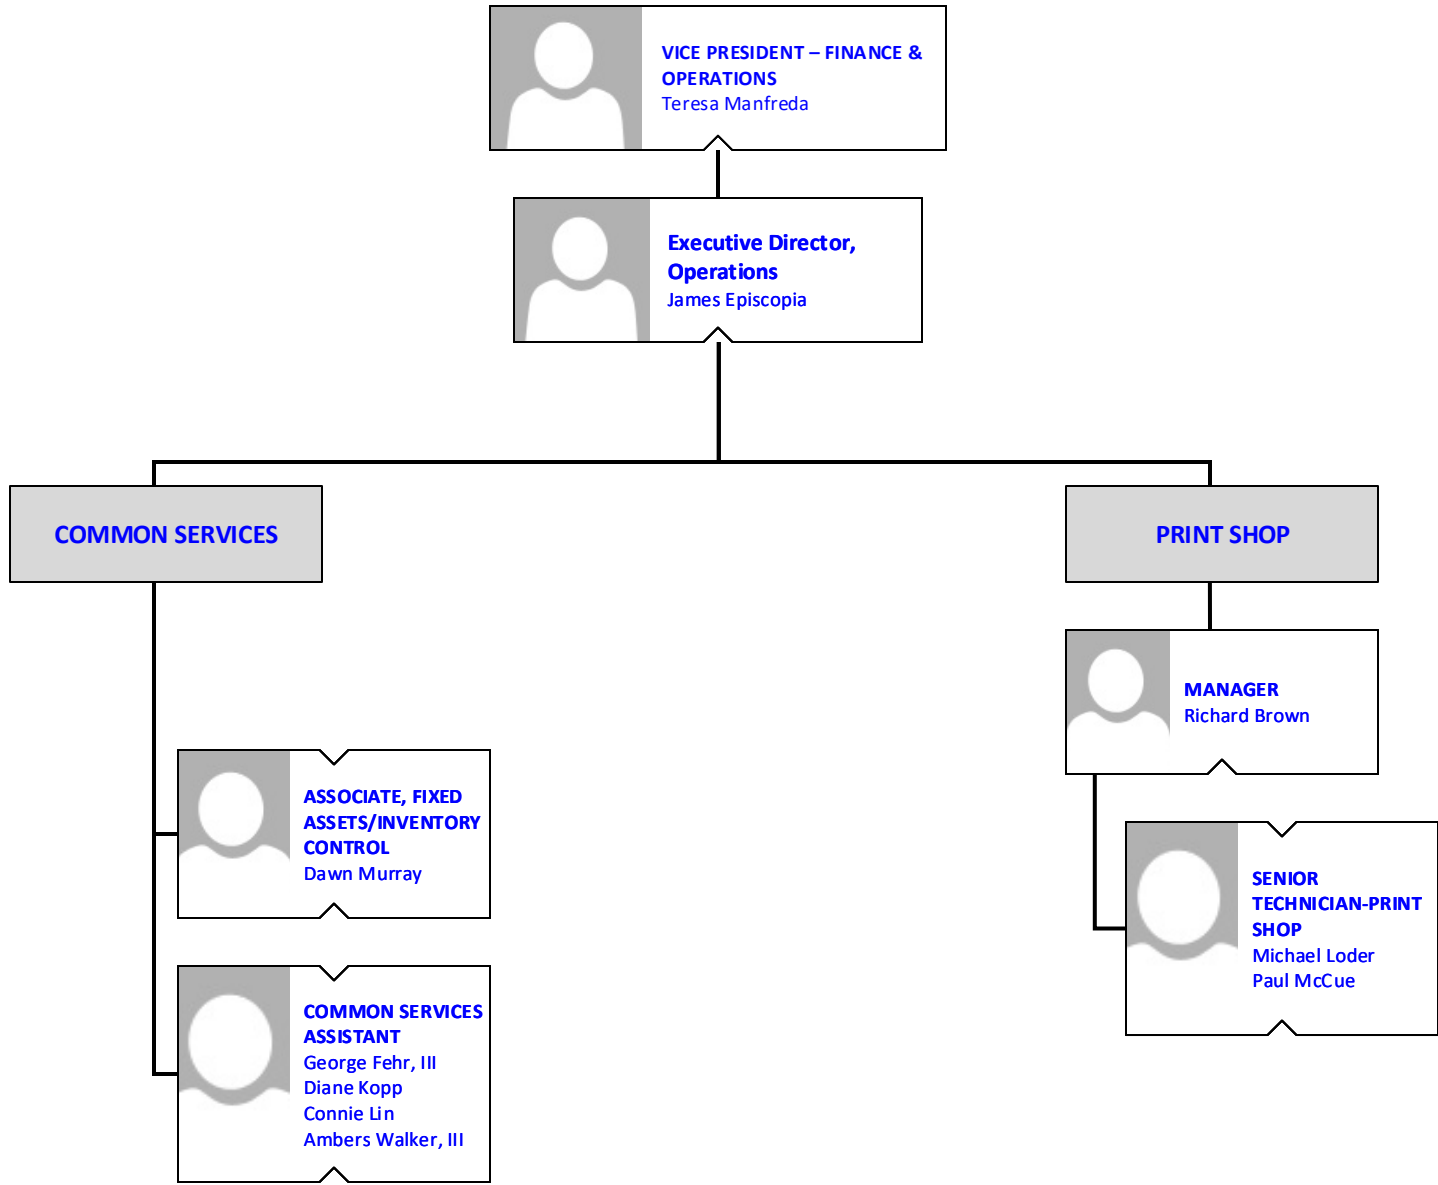 VICE PRESIDENT – FINANCE &
OPERATIONS
Teresa Manfreda
Executive Director,
Operations
James Episcopia
COMMON SERVICES
PRINT SHOP
MANAGER
Richard Brown
ASSOCIATE, FIXED
ASSETS/INVENTORY
CONTROL
Dawn Murray
SENIOR
TECHNICIAN-PRINT
SHOP
Michael Loder
Paul McCue
COMMON SERVICES
ASSISTANT
George Fehr, III
Diane Kopp
Connie Lin
Ambers Walker, III